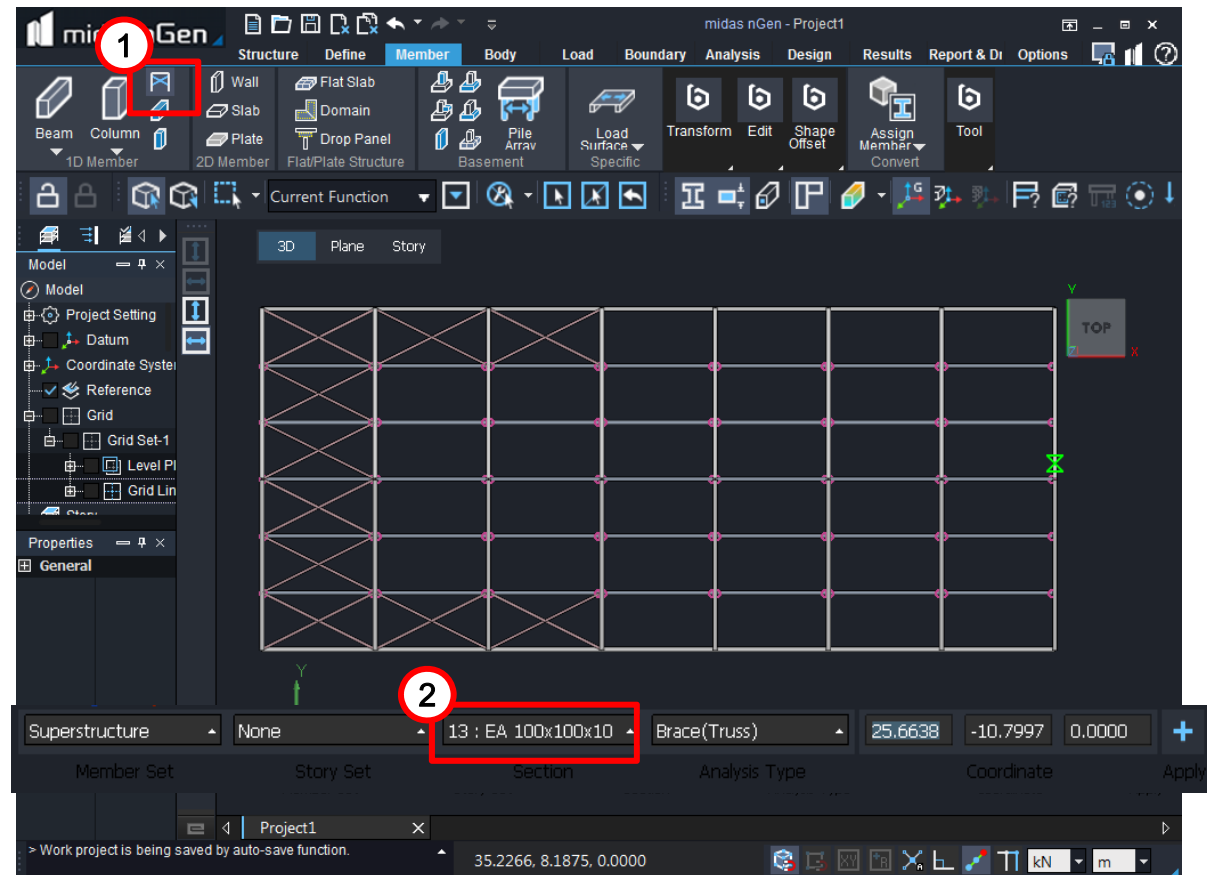 midas nGen
midas nGen - Project1
1
Structure Define Member Body Load Boundary Analysis Design Results Report & Di Options
Wall Flat Slab
Slab Domain
Beam Column Plate Drop Panel Pile Array Load Surface Transform Edit Shape Offset Assign Member Tool
1D Member 2D Member Flat/Plate Structure Basement Specific Convert
Current Function
3D Plane Story
Model
Model
Project Setting
Datum
Coordinate Syster
Reference
Grid
Grid Set-1
Level Pl
Grid Lin
Story
Y
TOP
X
Properties
General
Y
2
Superstructure None 13 : EA 100x100x10 Brace(Truss) 25.6638 -10.7997 0.0000
Member Set Story Set Section Analysis Type Coordinate Apply
Project1
> Work project is being saved by auto-save function.
35.2266, 8.1875, 0.0000
kN m